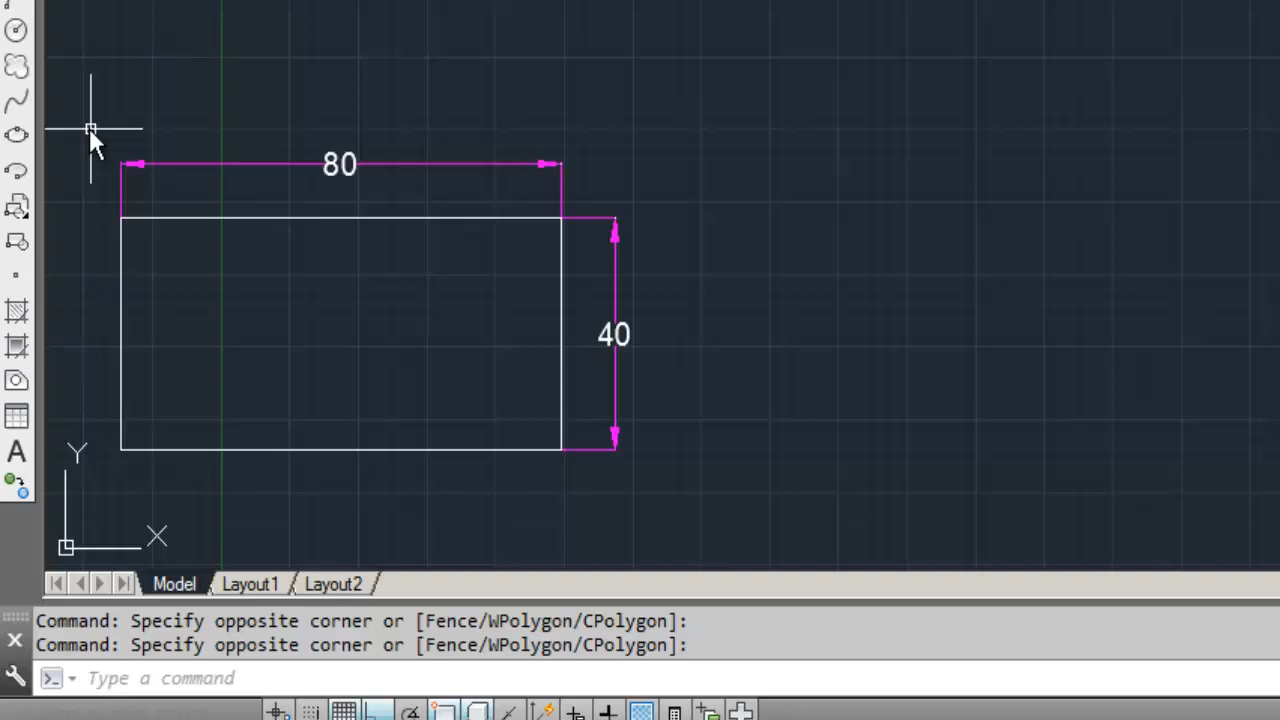 80
40
A
Y
X
Model Layout1 Layout2
Command: Specify opposite corner or [Fence/WPolygon/CPolygon]:
Command: Specify opposite corner or [Fence/WPolygon/CPolygon]:
Type a command